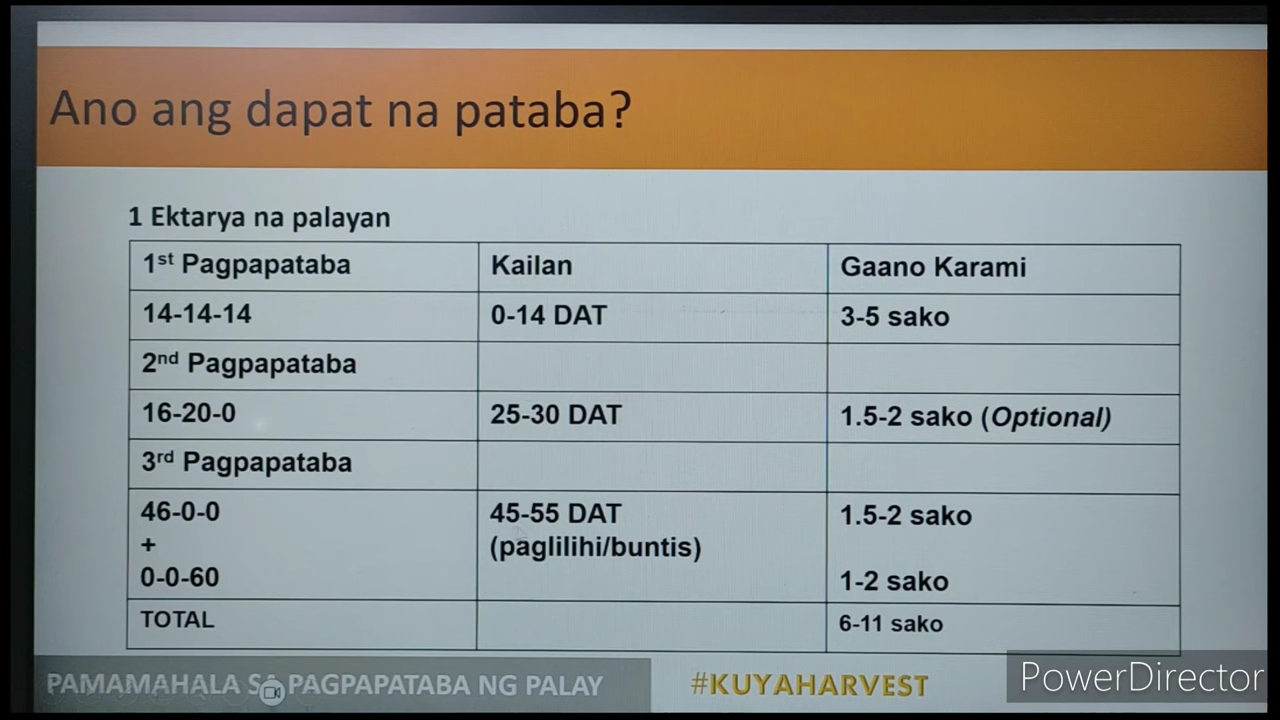 Ano ang dapat na pataba?
1 Ektarya na palayan
1st Pagpapataba Kailan Gaano Karami
14-14-14 0-14 DAT 3-5 sako
2nd Pagpapataba
16-20-0 25-30 DAT 1.5-2 sako (Optional)
3rd Pagpapataba
46-0-0 45-55 DAT 1.5-2 sako
+ (paglilihi/buntis)
0-0-60 1-2 sako
TOTAL 6-11 sako
PAMAMAHALA SA PAGPAPATABA NG PALAY #KUYAHARVEST
PowerDirector